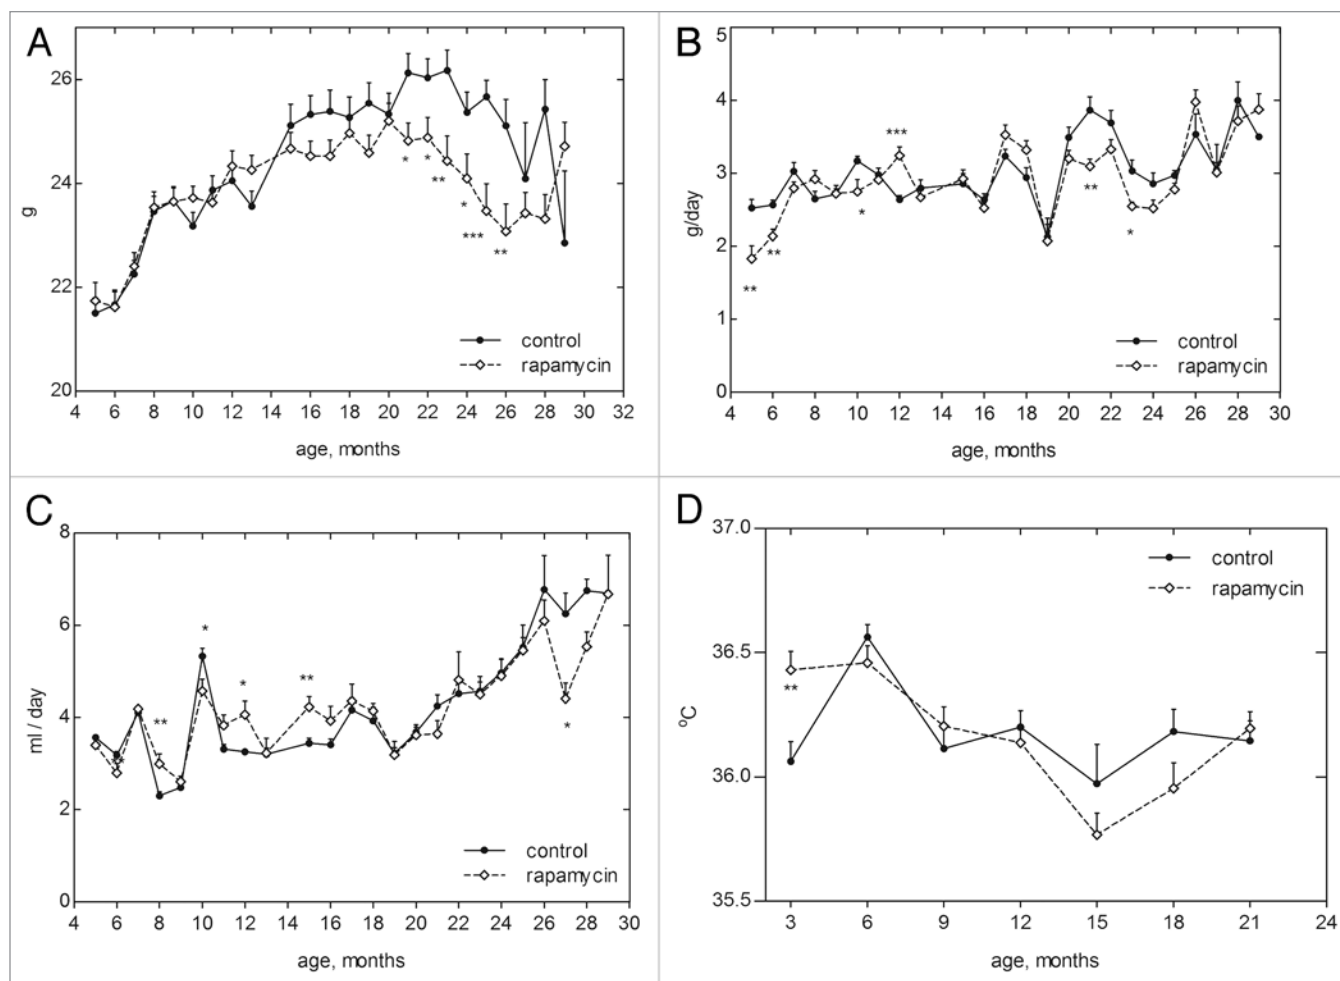 A
26
24
22
20
g
* * ** * *** **
control
rapamycin
4 6 8 10 12 14 16 18 20 22 24 26 28 30 32
age, months
B
5
4
3
2
1
0
g/day
** ** * *** ** *
control
rapamycin
4 6 8 10 12 14 16 18 20 22 24 26 28 30
age, months
C
8
6
4
2
0
ml / day
** ** * * ** *
control
rapamycin
4 6 8 10 12 14 16 18 20 22 24 26 28 30
age, months
D
37.0
36.5
36.0
35.5
ºC
**
control
rapamycin
3 6 9 12 15 18 21 24
age, months